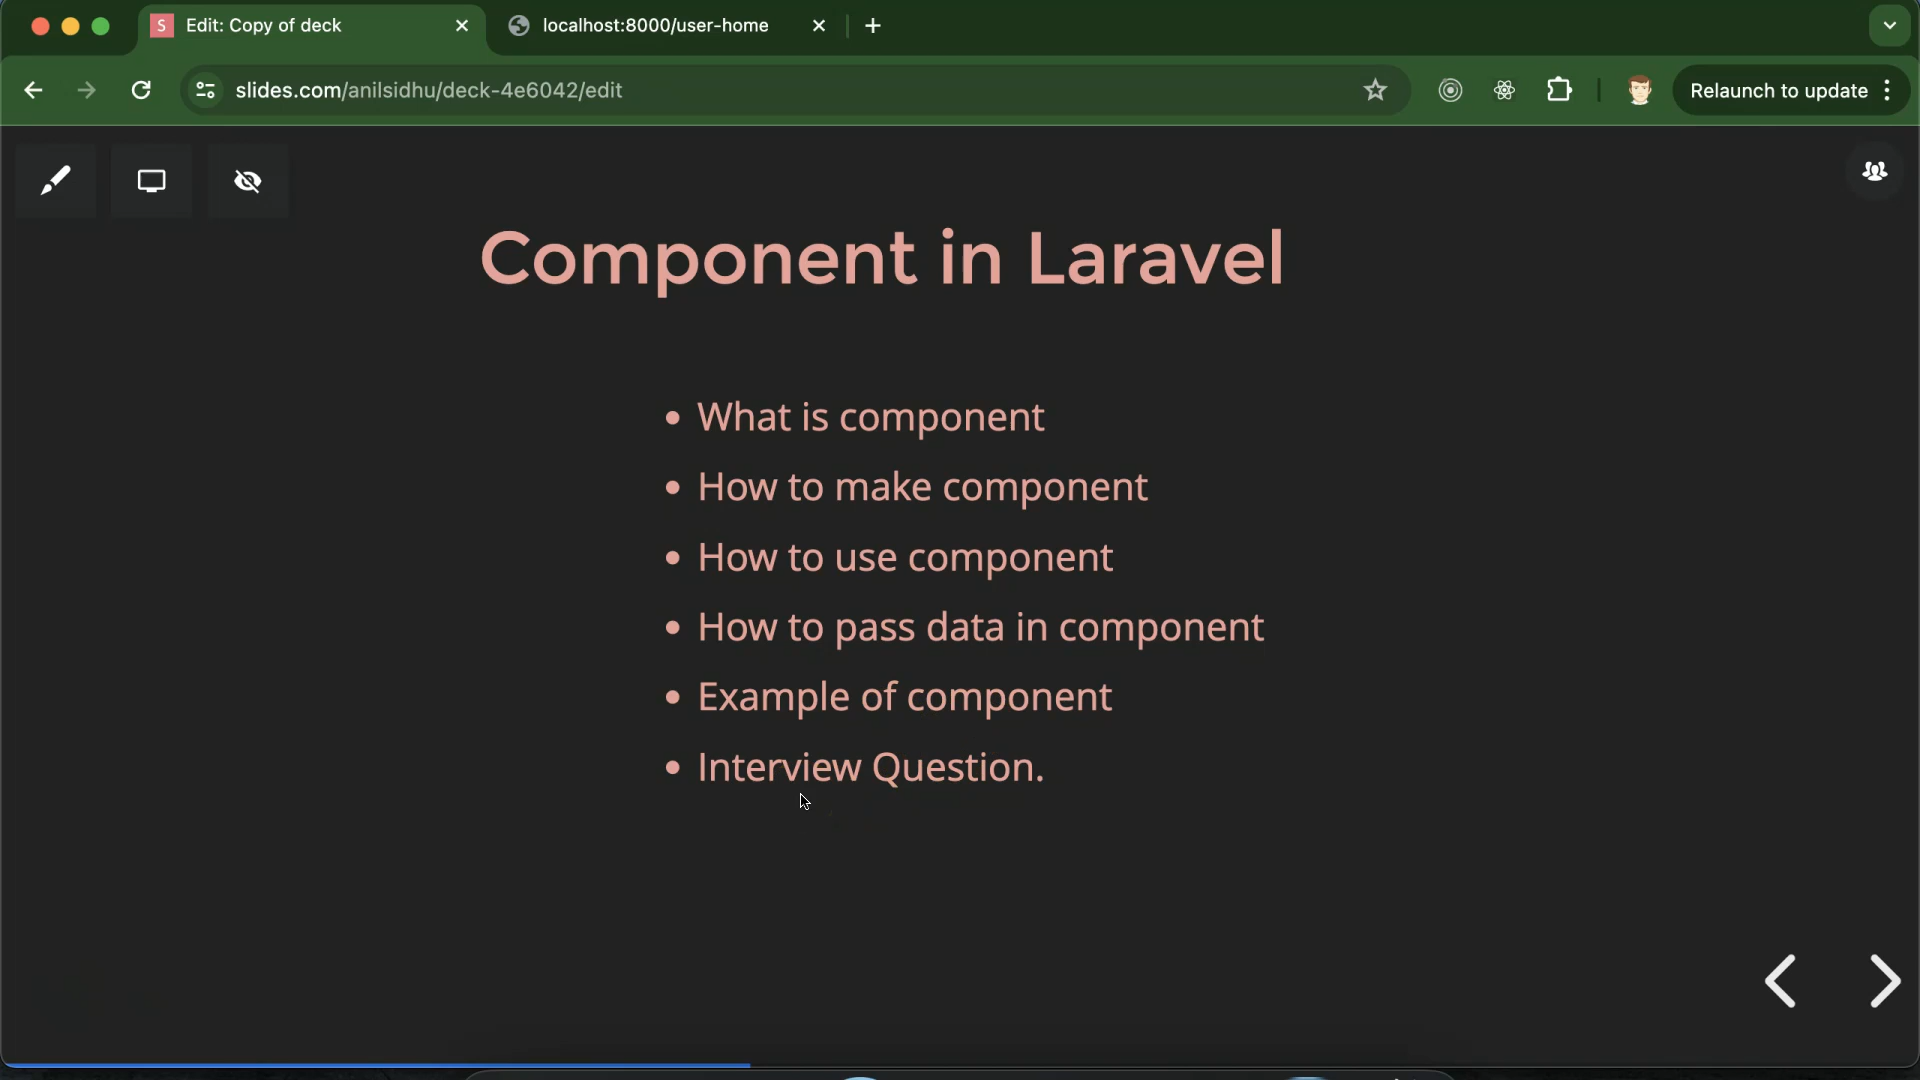 S Edit: Copy of deck
localhost:8000/user-home
slides.com/anilsidhu/deck-4e6042/edit
Relaunch to update
Component in Laravel
• What is component
• How to make component
• How to use component
• How to pass data in component
• Example of component
• Interview Question.